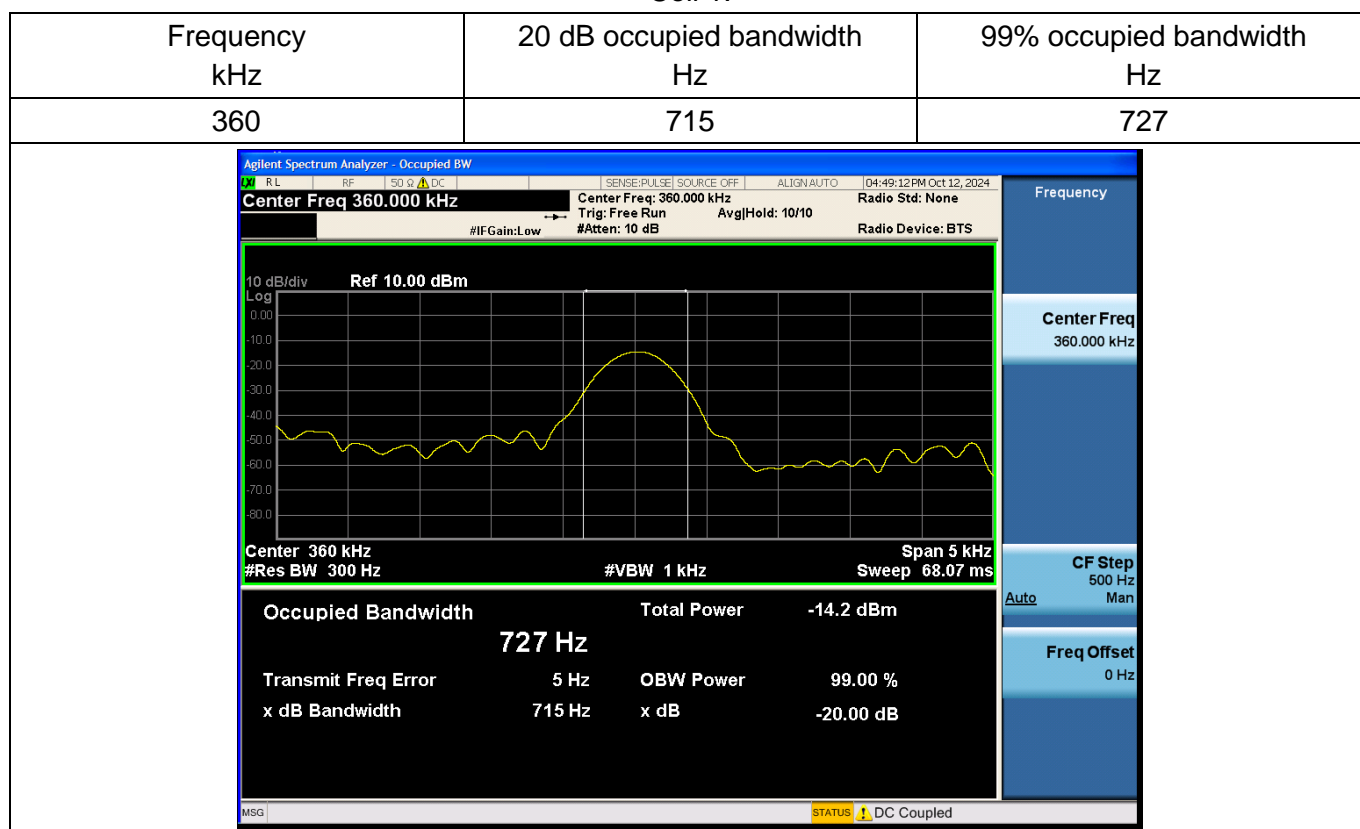 Frequency 20 dB occupied bandwidth 99% occupied bandwidth
kHz Hz Hz
360 715 727
Agilent Spectrum Analyzer - Occupied BW
LXI RL RF 50 Ω DC SENSE:PULSE SOURCE OFF ALIGN AUTO 04:49:12 PM Oct 12, 2024
Center Freq 360.000 kHz Center Freq: 360.000 kHz Radio Std: None Frequency
Trig: Free Run Avg|Hold: 10/10
#IFGain:Low #Atten: 10 dB Radio Device: BTS
10 dB/div Ref 10.00 dBm
Log
0.00
-10.0
-20.0
-30.0
-40.0
-50.0
-60.0
-70.0
-80.0
Center Freq
360.000 kHz
Center 360 kHz Span 5 kHz
#Res BW 300 Hz #VBW 1 kHz Sweep 68.07 ms
CF Step
500 Hz
Auto Man
Occupied Bandwidth Total Power -14.2 dBm
727 Hz
Freq Offset
0 Hz
Transmit Freq Error 5 Hz OBW Power 99.00 %
x dB Bandwidth 715 Hz x dB -20.00 dB
MSG STATUS DC Coupled